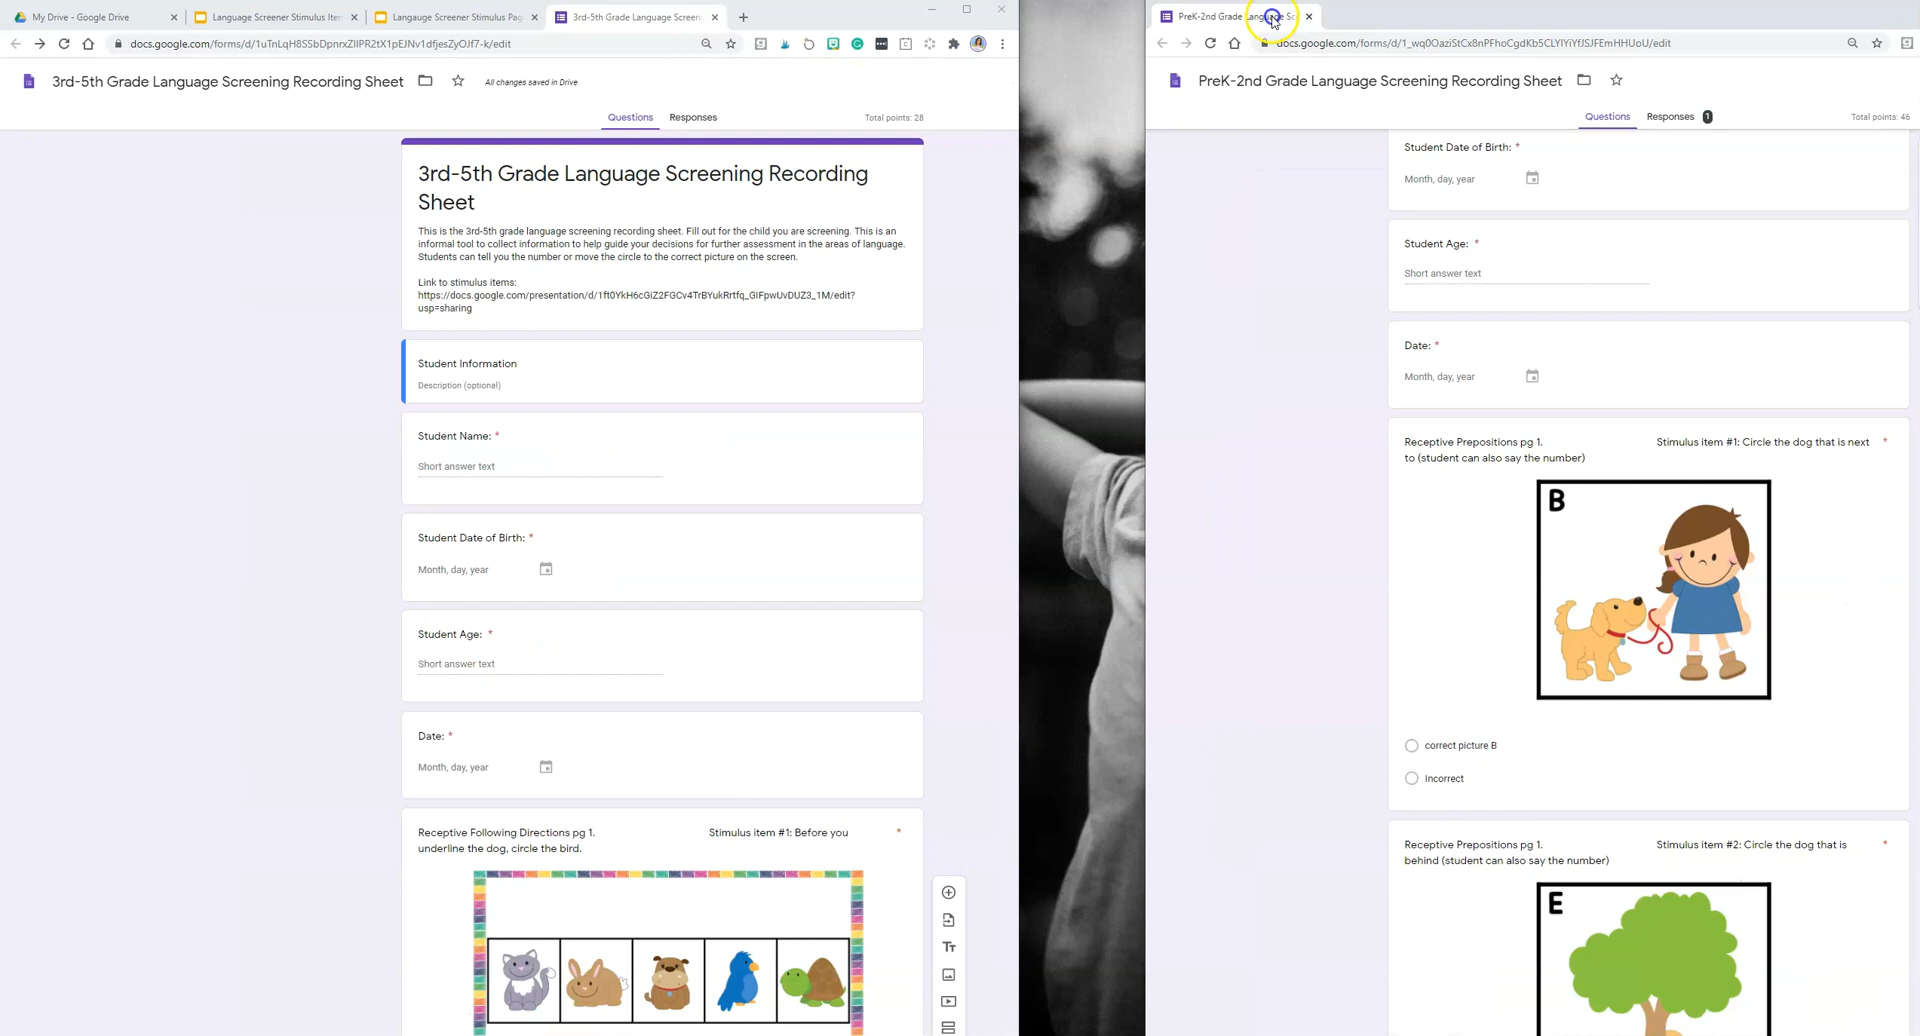 My Drive - Google Drive
Language Screener Stimulus Item
Langauge Screener Stimulus Pag
3rd-5th Grade Language Screenin
docs.google.com/forms/d/1uTnLqH8SSbDpnrxZllPR2tX1pEJNv1dfjesZyOJf7-k/edit
3rd-5th Grade Language Screening Recording Sheet
All changes saved in Drive
Questions
Responses
Total points: 28
3rd-5th Grade Language Screening Recording
Sheet
This is the 3rd-5th grade language screening recording sheet. Fill out for the child you are screening. This is an
informal tool to collect information to help guide your decisions for further assessment in the areas of language.
Students can tell you the number or move the circle to the correct picture on the screen.
Link to stimulus items:
https://docs.google.com/presentation/d/1ft0YkH6cGiZ2FGCv4TrBYukRrtfq_GIFpwUvDUZ3_1M/edit?
usp=sharing
Student Information
Description (optional)
Student Name: *
Short answer text
Student Date of Birth: *
Month, day, year
Student Age: *
Short answer text
Date: *
Month, day, year
Receptive Following Directions pg 1. Stimulus item #1: Before you *
underline the dog, circle the bird.
Tт
PreK-2nd Grade Language Sc
docs.google.com/forms/d/1_wq0OaziStCx8nPFhoCgdKb5CLYlYiYfJSJFEmHHUoU/edit
PreK-2nd Grade Language Screening Recording Sheet
Questions
Responses 1
Total points: 46
Student Date of Birth: *
Month, day, year
Student Age: *
Short answer text
Date: *
Month, day, year
Receptive Prepositions pg 1. Stimulus item #1: Circle the dog that is next *
to (student can also say the number)
B
correct picture B
Incorrect
Receptive Prepositions pg 1. Stimulus item #2: Circle the dog that is *
behind (student can also say the number)
E